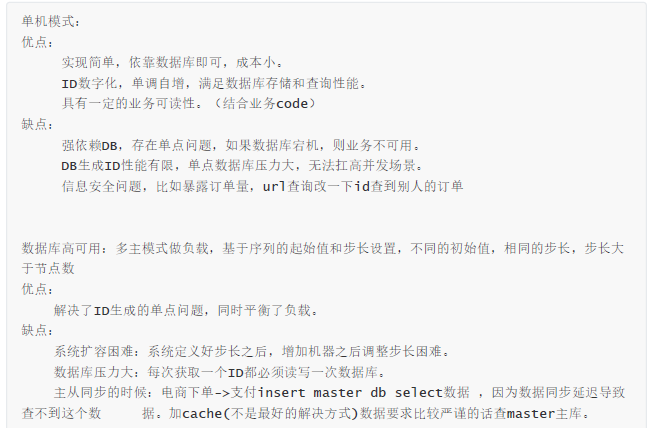 单机模式：
优点：
实现简单，依靠数据库即可，成本小。
ID数字化，单调自增，满足数据库存储和查询性能。
具有一定的业务可读性。（结合业务code）
缺点：
强依赖DB，存在单点问题，如果数据库宕机，则业务不可用。
DB生成ID性能有限，单点数据库压力大，无法扛高并发场景。
信息安全问题，比如暴露订单量，url查询改一下id查到别人的订单
数据库高可用：多主模式做负载，基于序列的起始值和步长设置，不同的初始值，相同的步长，步长大
于节点数
优点：
解决了ID生成的单点问题，同时平衡了负载。
缺点：
系统扩容困难：系统定义好步长之后，增加机器之后调整步长困难。
数据库压力大：每次获取一个ID都必须读写一次数据库。
主从同步的时候：电商下单->支付insert master db select数据 ，因为数据同步延迟导致
查不到这个数 据。加cache(不是最好的解决方式)数据要求比较严谨的话查master主库。